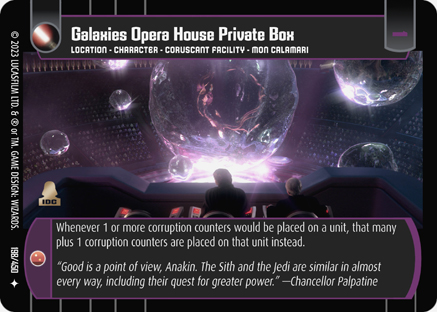 Galaxies Opera House Private Box
LOCATION - CHARACTER - CORUSCANT FACILITY - MON CALAMARI
© 2023 LUCASFILM LTD. & ® or TM. GAME DESIGN: WIZARDS.
198/450
IDC
Whenever 1 or more corruption counters would be placed on a unit, that many
plus 1 corruption counters are placed on that unit instead.
“Good is a point of view, Anakin. The Sith and the Jedi are similar in almost
every way, including their quest for greater power.” —Chancellor Palpatine